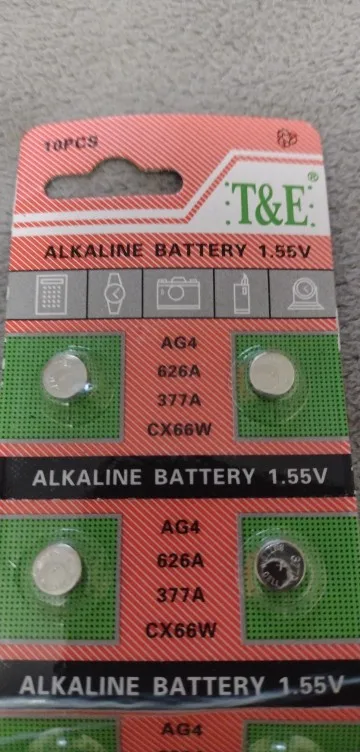 10PCS
T&E®
ALKALINE BATTERY 1.55V
AG4
626A
377A
CX66W
ALKALINE BATTERY 1.55V
AG4
626A
377A
CX66W
ALKALINE BATTERY 1.55V
AG4